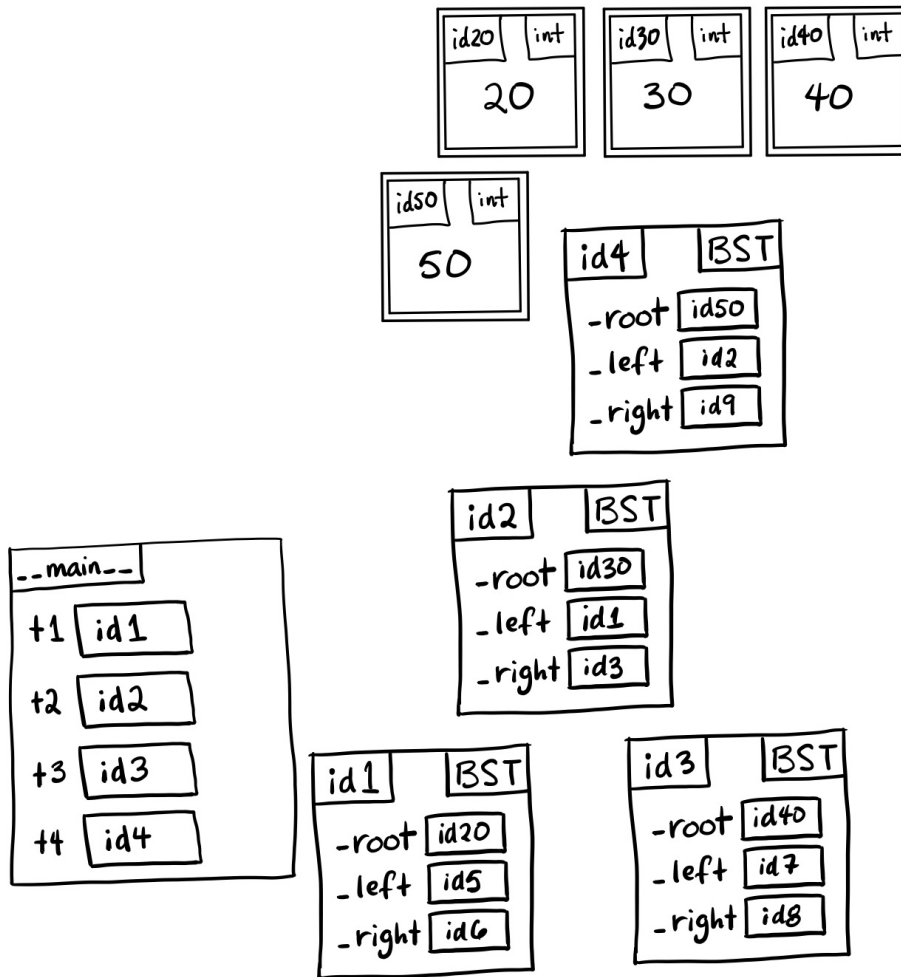 id20 int
20
id30 int
30
id40 int
40
id50 int
50
id4 BST
_root id50
_left id2
_right id9
id2 BST
_root id30
_left id1
_right id3
__main__
t1 id1
t2 id2
t3 id3
t4 id4
id1 BST
_root id20
_left id5
_right id6
id3 BST
_root id40
_left id7
_right id8